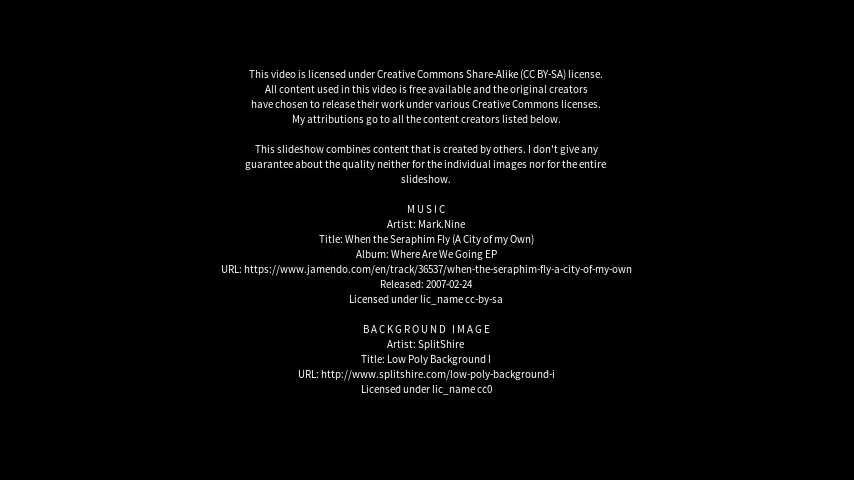 This video is licensed under Creative Commons Share-Alike (CC BY-SA) license.
All content used in this video is free available and the original creators
have chosen to release their work under various Creative Commons licenses.
My attributions go to all the content creators listed below.
This slideshow combines content that is created by others. I don't give any
guarantee about the quality neither for the individual images nor for the entire
slideshow.
MUSIC
Artist: Mark.Nine
Title: When the Seraphim Fly (A City of my Own)
Album: Where Are We Going EP
URL: https://www.jamendo.com/en/track/36537/when-the-seraphim-fly-a-city-of-my-own
Released: 2007-02-24
Licensed under lic_name cc-by-sa
BACKGROUND IMAGE
Artist: SplitShire
Title: Low Poly Background I
URL: http://www.splitshire.com/low-poly-background-i
Licensed under lic_name cc0